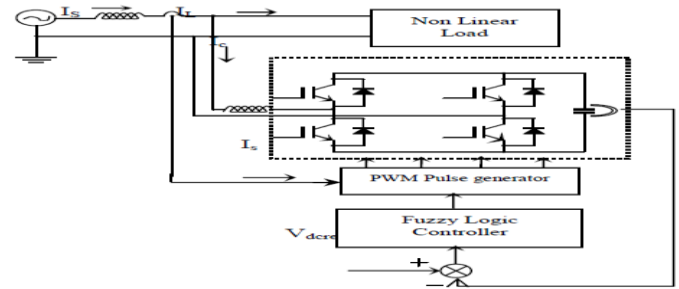 Is
IL
Non Linear
Load
Ic
Is
PWM Pulse generator
Fuzzy Logic
Controller
Vdcre
+
−